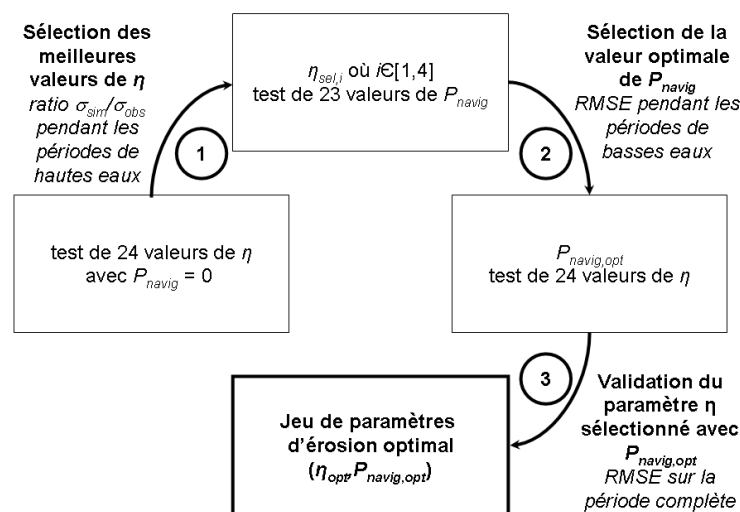 Sélection des
meilleures
valeurs de η
ratio σsim/σobs
pendant les
périodes de
hautes eaux
1
ηsel,i où iЄ[1,4]
test de 23 valeurs de Pnavig
Sélection de la
valeur optimale
de Pnavig
RMSE pendant les
périodes de
basses eaux
2
test de 24 valeurs de η
avec Pnavig = 0
Pnavig,opt
test de 24 valeurs de η
3
Validation du
paramètre η
sélectionné avec
Pnavig,opt
RMSE sur la
période complète
Jeu de paramètres
d'érosion optimal
(ηopt,Pnavig,opt)